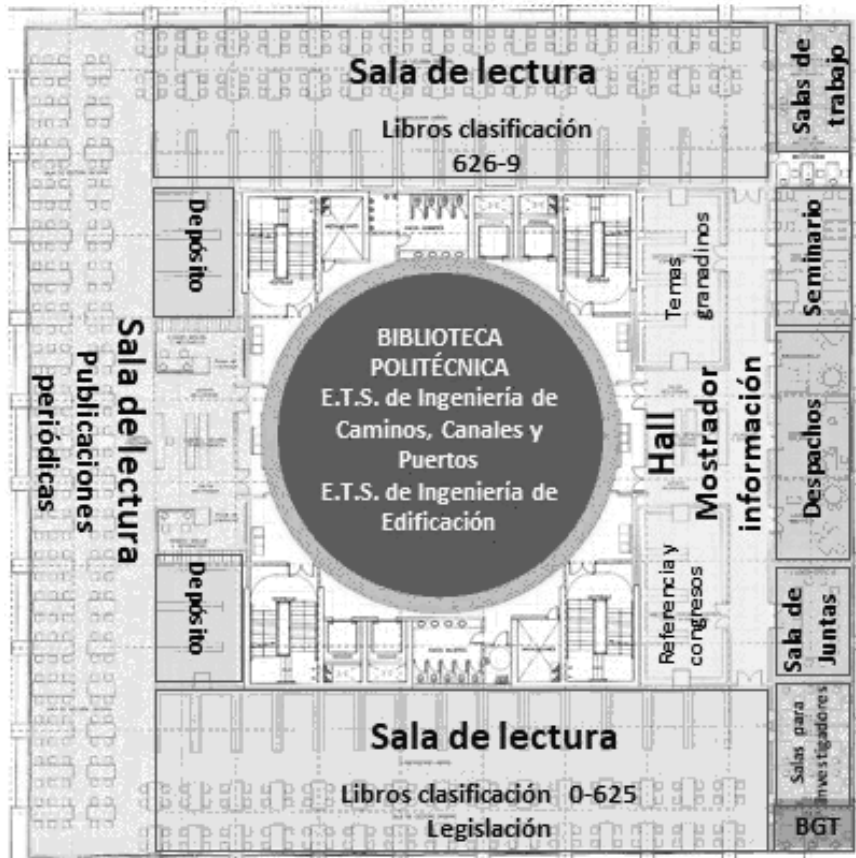 Sala de lectura
Libros clasificación
626-9
Salas de
trabajo
Depósito
Temas
granadinos
Seminario
Sala de lectura
Publicaciones
periódicas
BIBLIOTECA
POLITÉCNICA
E.T.S. de Ingeniería de
Caminos, Canales y
Puertos
E.T.S. de Ingeniería de
Edificación
Hall
Mostrador
información
Despachos
Depósito
Referencia y
congresos
Sala de
Juntas
Sala de lectura
Libros clasificación 0-625
Legislación
Salas para
investigadores
BGT